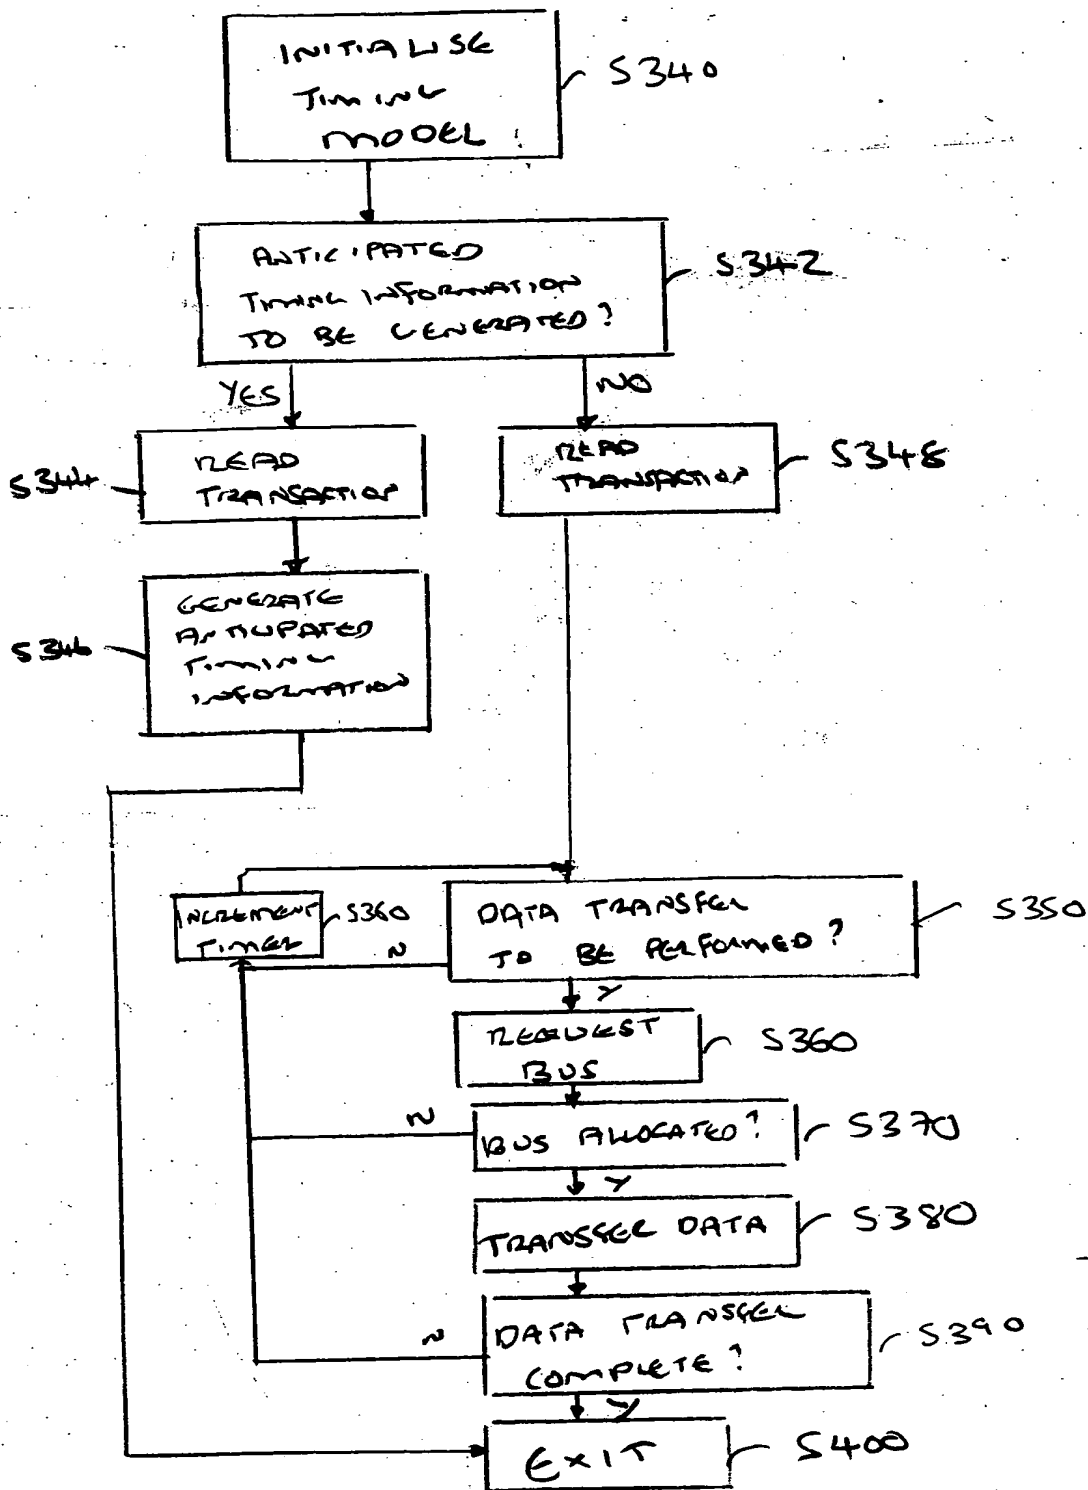 INITIALISE
TIMING
MODEL
S340
ANTICIPATED
TIMING INFORMATION
TO BE GENERATED?
S342
YES
NO
READ
TRANSACTION
S344
READ
TRANSACTION
S348
GENERATE
ANTICIPATED
TIMING
INFORMATION
S346
INCREMENT
TIMER
S360
N
DATA TRANSFER
TO BE PERFORMED?
S350
Y
REQUEST
BUS
S360
N
BUS ALLOCATED?
S370
Y
TRANSFER DATA
S380
N
DATA TRANSFER
COMPLETE?
S390
Y
EXIT
S400